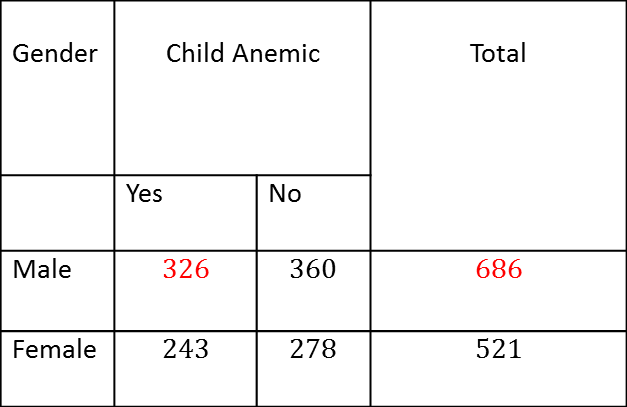 Gender Child Anemic Total
Yes No
Male 326 360 686
Female 243 278 521